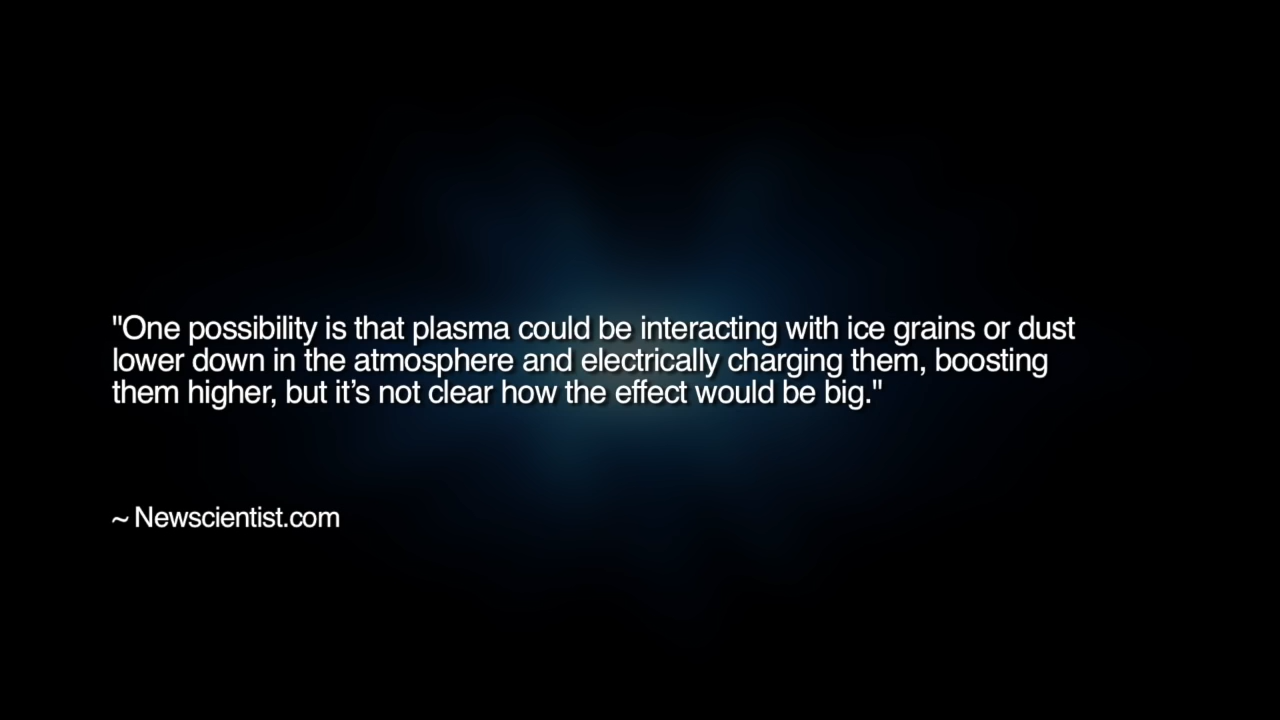 "One possibility is that plasma could be interacting with ice grains or dust
lower down in the atmosphere and electrically charging them, boosting
them higher, but it’s not clear how the effect would be big."
~ Newscientist.com